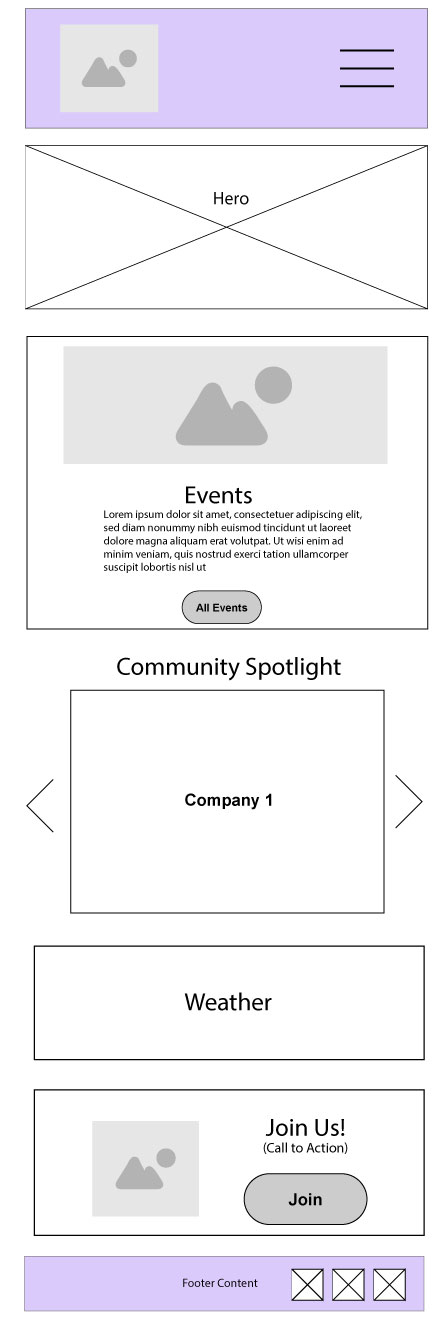 Hero
Events
Lorem ipsum dolor sit amet, consectetuer adipiscing elit,
sed diam nonummy nibh euismod tincidunt ut laoreet
dolore magna aliquam erat volutpat. Ut wisi enim ad
minim veniam, quis nostrud exerci tation ullamcorper
suscipit lobortis nisl ut
All Events
Community Spotlight
Company 1
Weather
Join Us!
(Call to Action)
Join
Footer Content